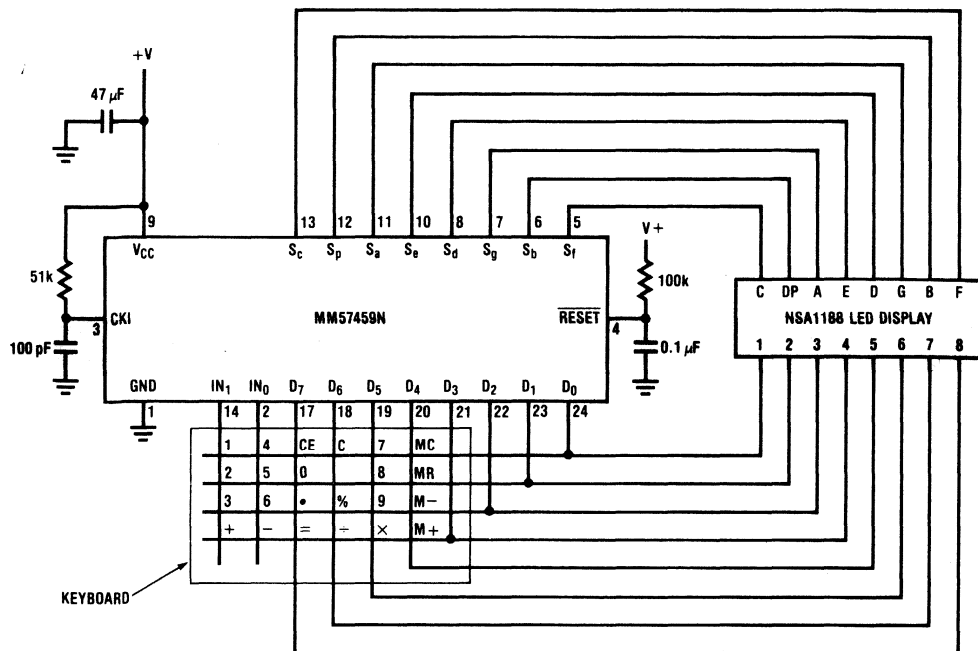 +V
47 μF
9 13 12 11 10 8 7 6 5
V+
VCC Sc Sp Sa Se Sd Sg Sb Sf
51k
100k
C DP A E D G B F
CKI MM57459N RESET
NSA1188 LED DISPLAY
3 4
1 2 3 4 5 6 7 8
100 pF
0.1 μF
GND IN1 IN0 D7 D6 D5 D4 D3 D2 D1 D0
1 14 2 17 18 19 20 21 22 23 24
1 4 CE C 7 MC
2 5 0 8 MR
3 6 • % 9 M−
+ − = ÷ × M+
KEYBOARD